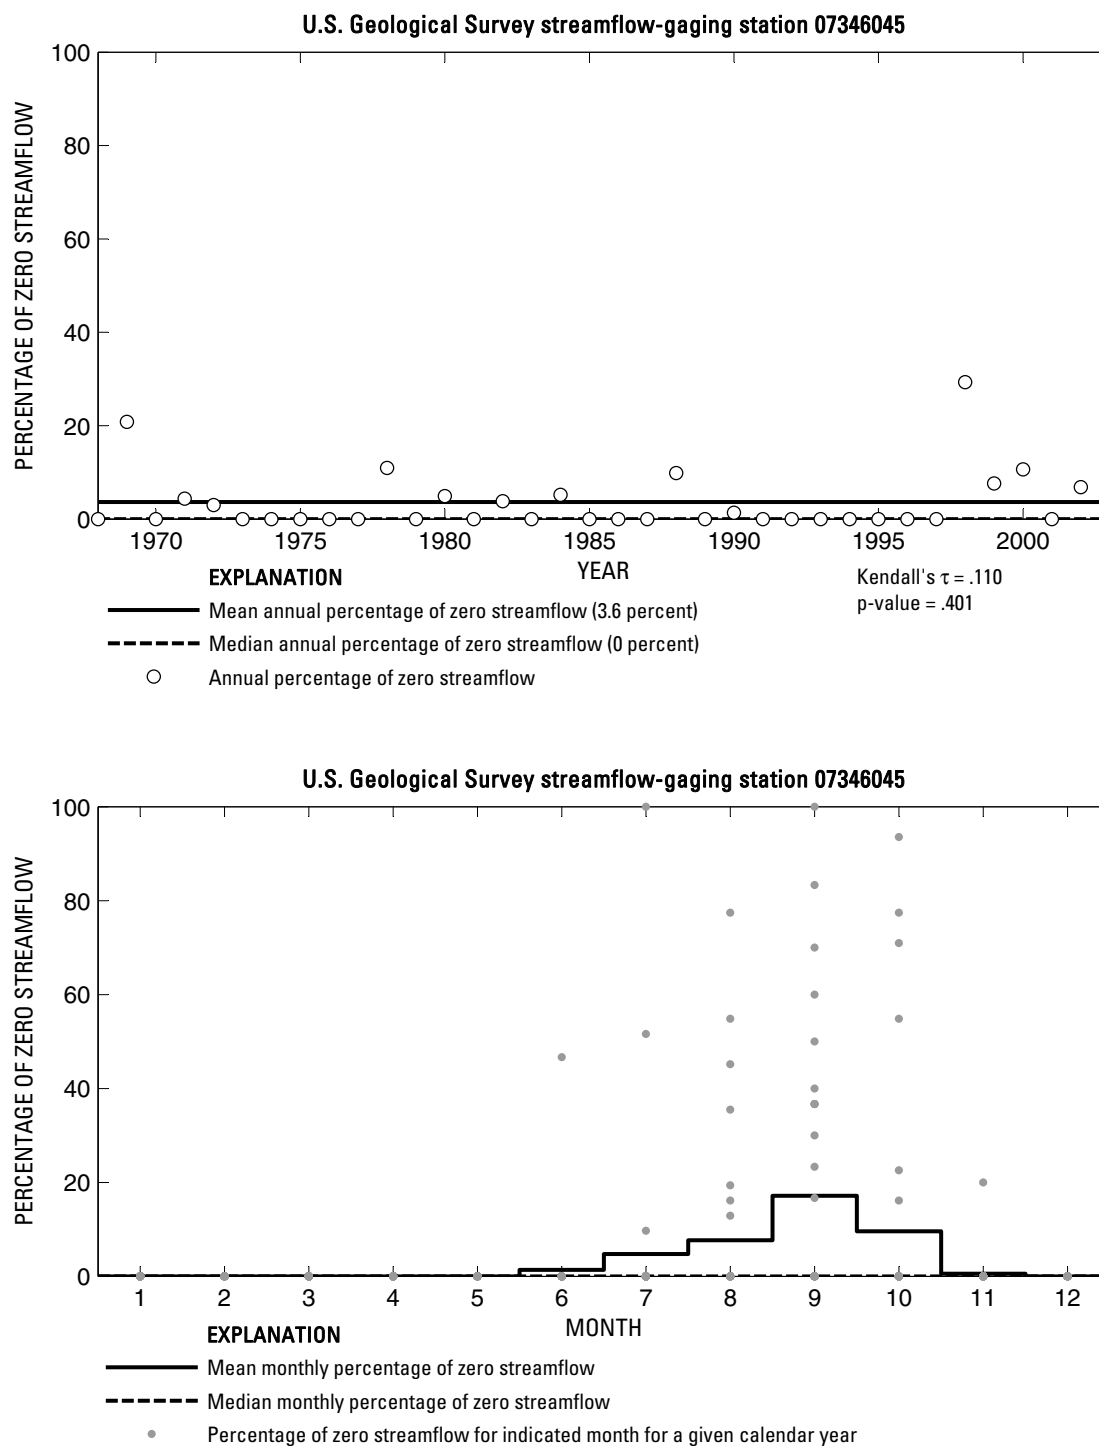 U.S. Geological Survey streamflow-gaging station 07346045
PERCENTAGE OF ZERO STREAMFLOW
100
80
60
40
20
0
1970 1975 1980 1985 1990 1995 2000
YEAR
EXPLANATION
Mean annual percentage of zero streamflow (3.6 percent)
Median annual percentage of zero streamflow (0 percent)
Annual percentage of zero streamflow
Kendall's τ = .110
p-value = .401
U.S. Geological Survey streamflow-gaging station 07346045
PERCENTAGE OF ZERO STREAMFLOW
100
80
60
40
20
0
1 2 3 4 5 6 7 8 9 10 11 12
MONTH
EXPLANATION
Mean monthly percentage of zero streamflow
Median monthly percentage of zero streamflow
Percentage of zero streamflow for indicated month for a given calendar year